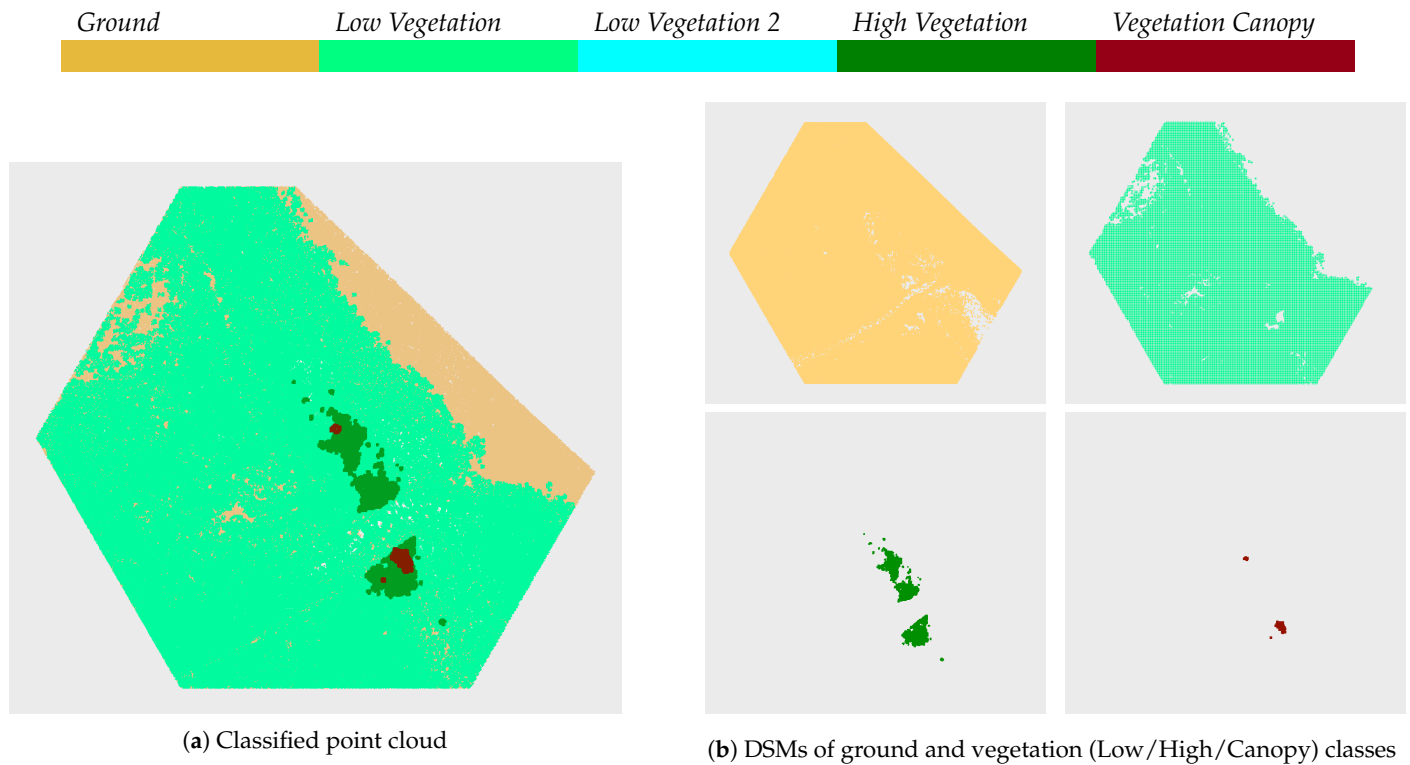 Ground Low Vegetation Low Vegetation 2 High Vegetation Vegetation Canopy
(a) Classified point cloud
(b) DSMs of ground and vegetation (Low/High/Canopy) classes